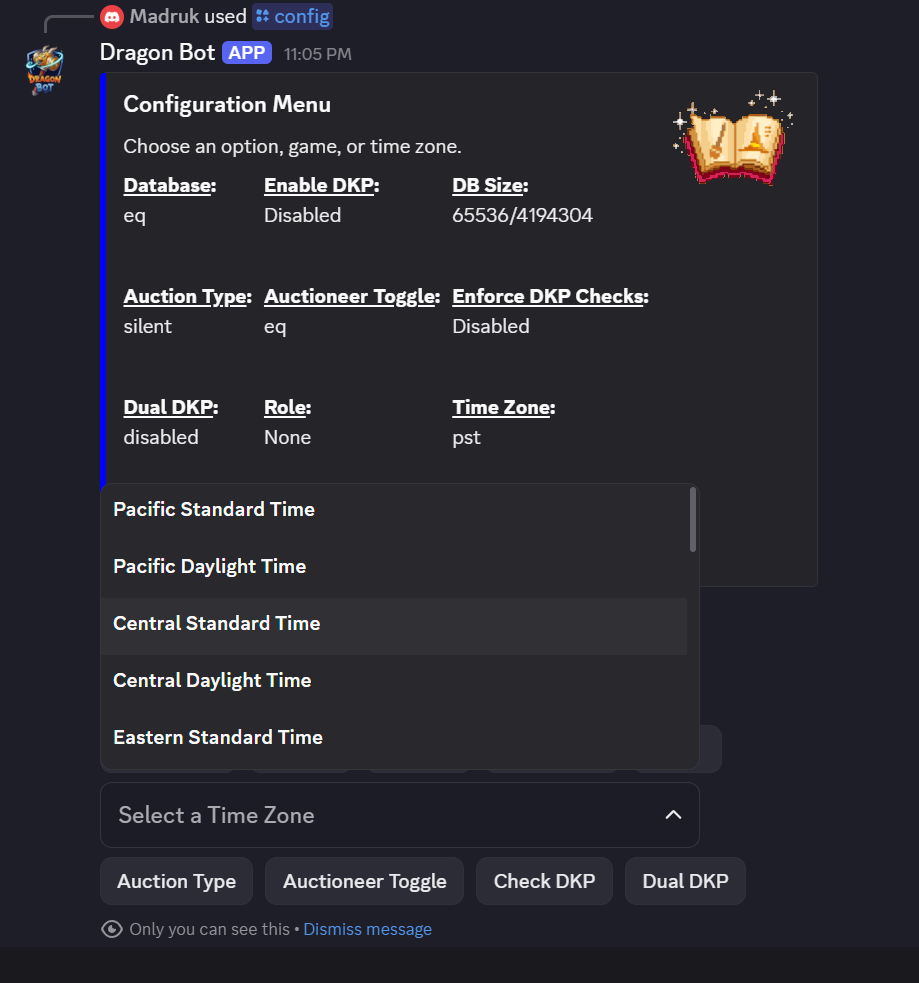 Madruk used config
DRAGON
BOT
Dragon Bot APP 11:05 PM
Configuration Menu
Choose an option, game, or time zone.
Database: Enable DKP: DB Size:
eq Disabled 65536/4194304
Auction Type: Auctioneer Toggle: Enforce DKP Checks:
silent eq Disabled
Dual DKP: Role: Time Zone:
disabled None pst
Pacific Standard Time
Pacific Daylight Time
Central Standard Time
Central Daylight Time
Eastern Standard Time
Select a Time Zone
Auction Type Auctioneer Toggle Check DKP Dual DKP
Only you can see this • Dismiss message